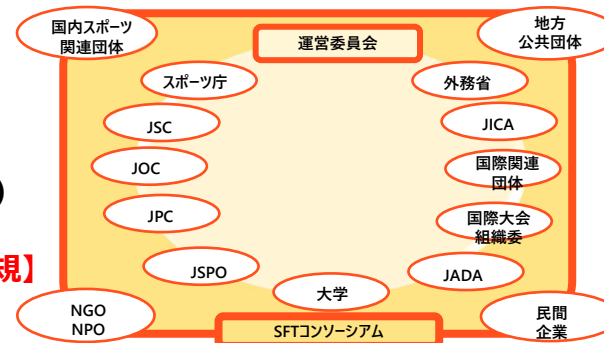 国内スポーツ
関連団体
地方
公共団体
運営委員会
スポーツ庁
外務省
JSC
JICA
JOC
国際関連
団体
)
JPC
国際大会
組織委
規】
JSPO
JADA
大学
NGO
NPO
民間
企業
SFTコンソーシアム